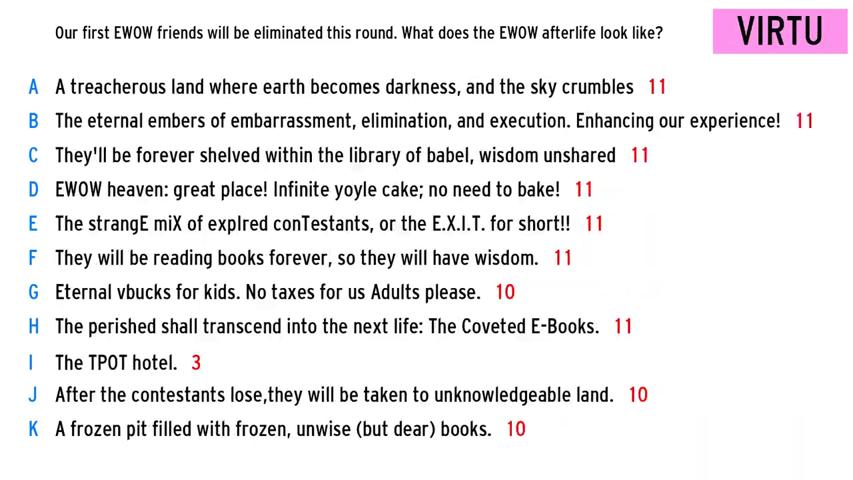 Our first EWOW friends will be eliminated this round. What does the EWOW afterlife look like?
VIRTU
A A treacherous land where earth becomes darkness, and the sky crumbles 11
B The eternal embers of embarrassment, elimination, and execution. Enhancing our experience! 11
C They'll be forever shelved within the library of babel, wisdom unshared 11
D EWOW heaven: great place! Infinite yoyle cake; no need to bake! 11
E The strangE miX of expIred conTestants, or the E.X.I.T. for short!! 11
F They will be reading books forever, so they will have wisdom. 11
G Eternal vbucks for kids. No taxes for us Adults please. 10
H The perished shall transcend into the next life: The Coveted E-Books. 11
I The TPOT hotel. 3
J After the contestants lose,they will be taken to unknowledgeable land. 10
K A frozen pit filled with frozen, unwise (but dear) books. 10